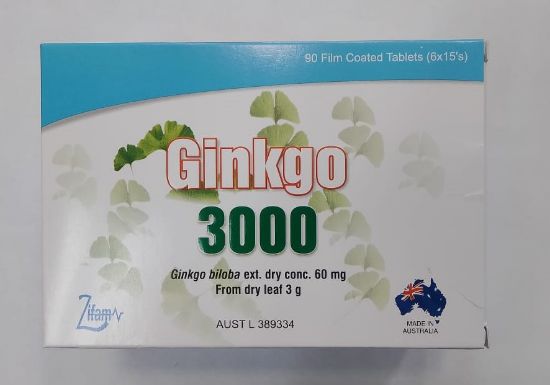 90 Film Coated Tablets (6x15's)
Ginkgo
3000
Ginkgo biloba ext. dry conc. 60 mg
From dry leaf 3 g
Zifam
AUST L 389334
MADE IN
AUSTRALIA